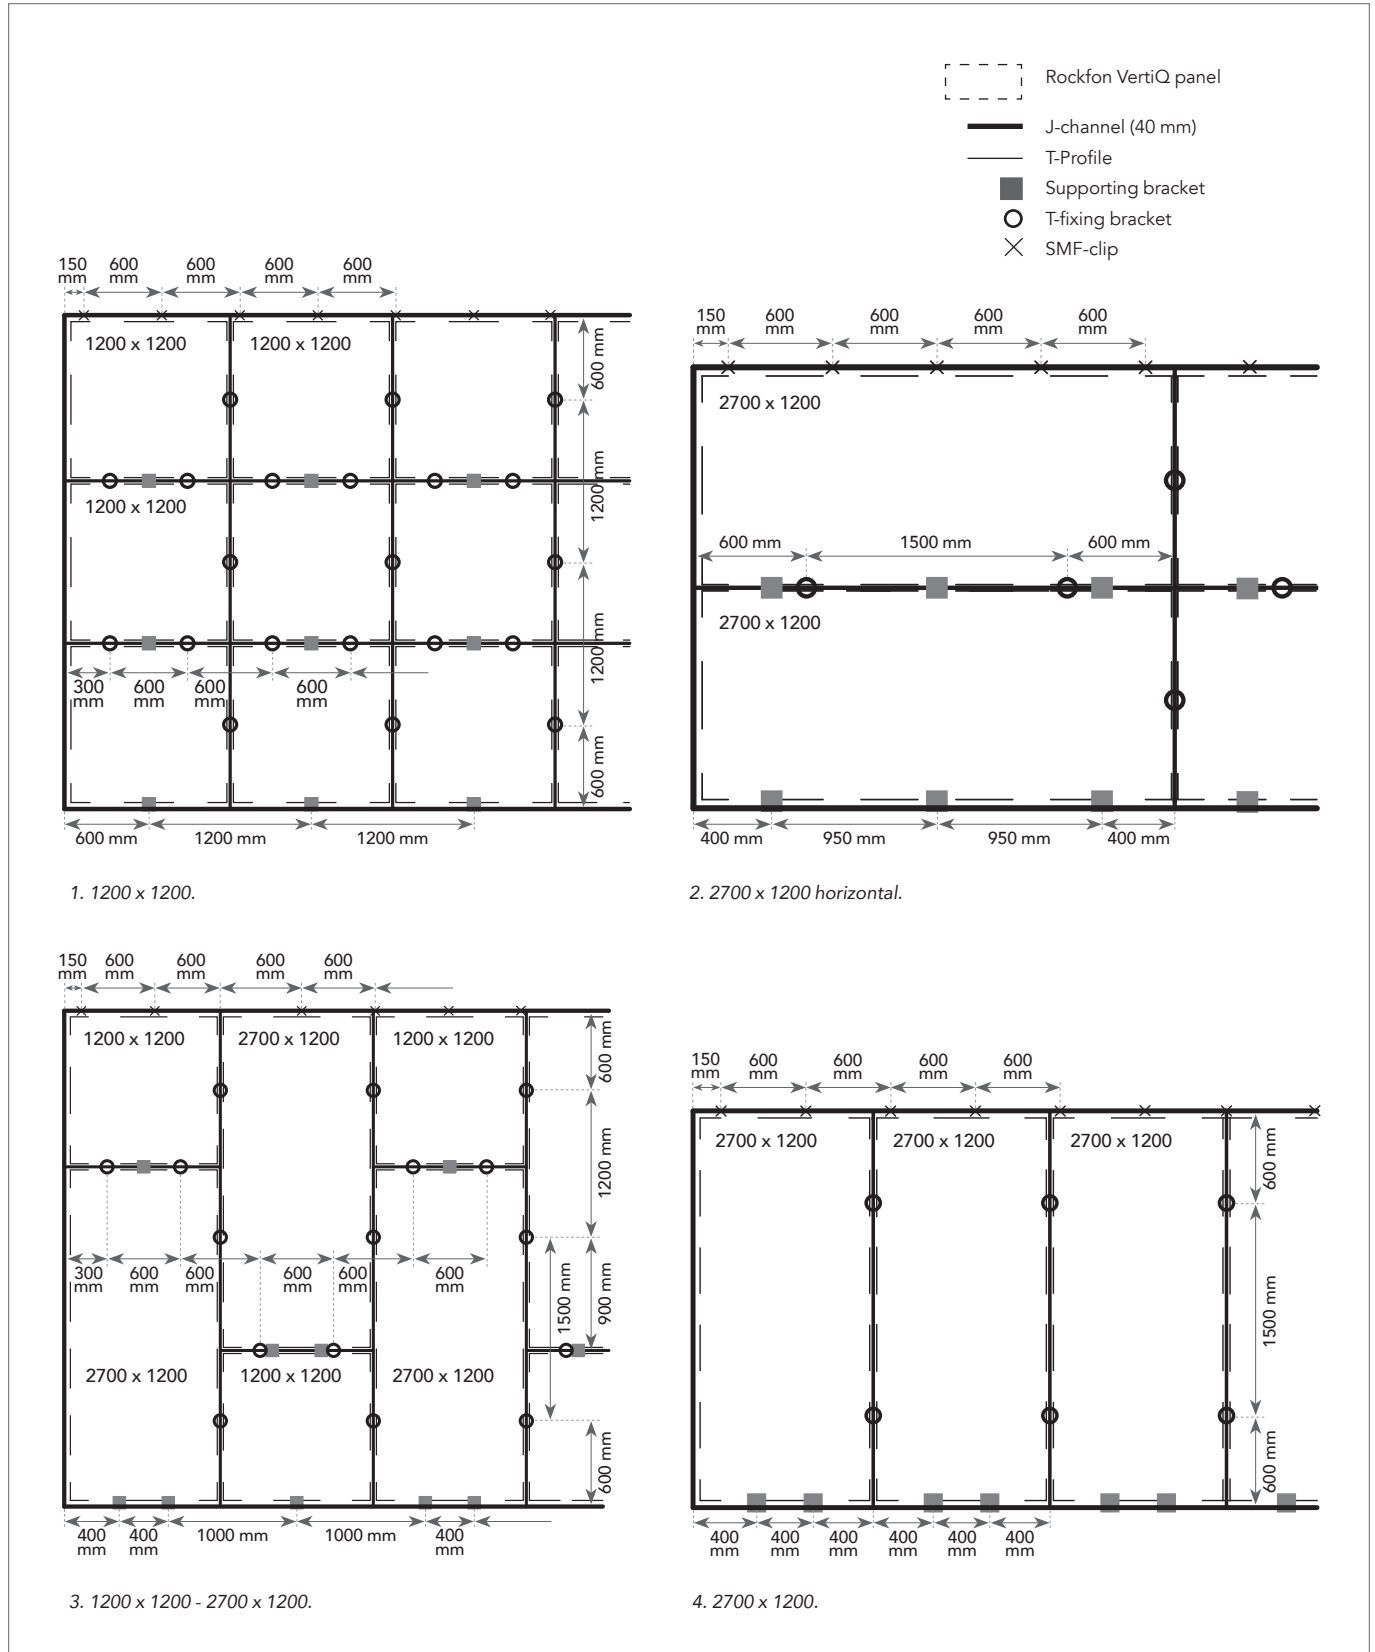 Rockfon VertiQ panel
J-channel (40 mm)
T-Profile
Supporting bracket
T-fixing bracket
SMF-clip
150 mm
600 mm
600 mm
600 mm
600 mm
1200 x 1200
1200 x 1200
600 mm
1200 x 1200
1200 mm
1200 mm
300 mm
600 mm
600 mm
600 mm
600 mm
600 mm
1200 mm
1200 mm
1. 1200 x 1200.
150 mm
600 mm
600 mm
600 mm
600 mm
2700 x 1200
600 mm
1500 mm
600 mm
2700 x 1200
400 mm
950 mm
950 mm
400 mm
2. 2700 x 1200 horizontal.
150 mm
600 mm
600 mm
600 mm
600 mm
1200 x 1200
2700 x 1200
1200 x 1200
600 mm
1200 mm
300 mm
600 mm
600 mm
600 mm
600 mm
600 mm
1500 mm
900 mm
2700 x 1200
1200 x 1200
2700 x 1200
600 mm
400 mm
400 mm
1000 mm
1000 mm
400 mm
3. 1200 x 1200 - 2700 x 1200.
150 mm
600 mm
600 mm
600 mm
600 mm
2700 x 1200
2700 x 1200
2700 x 1200
600 mm
1500 mm
600 mm
400 mm
400 mm
400 mm
400 mm
400 mm
400 mm
4. 2700 x 1200.